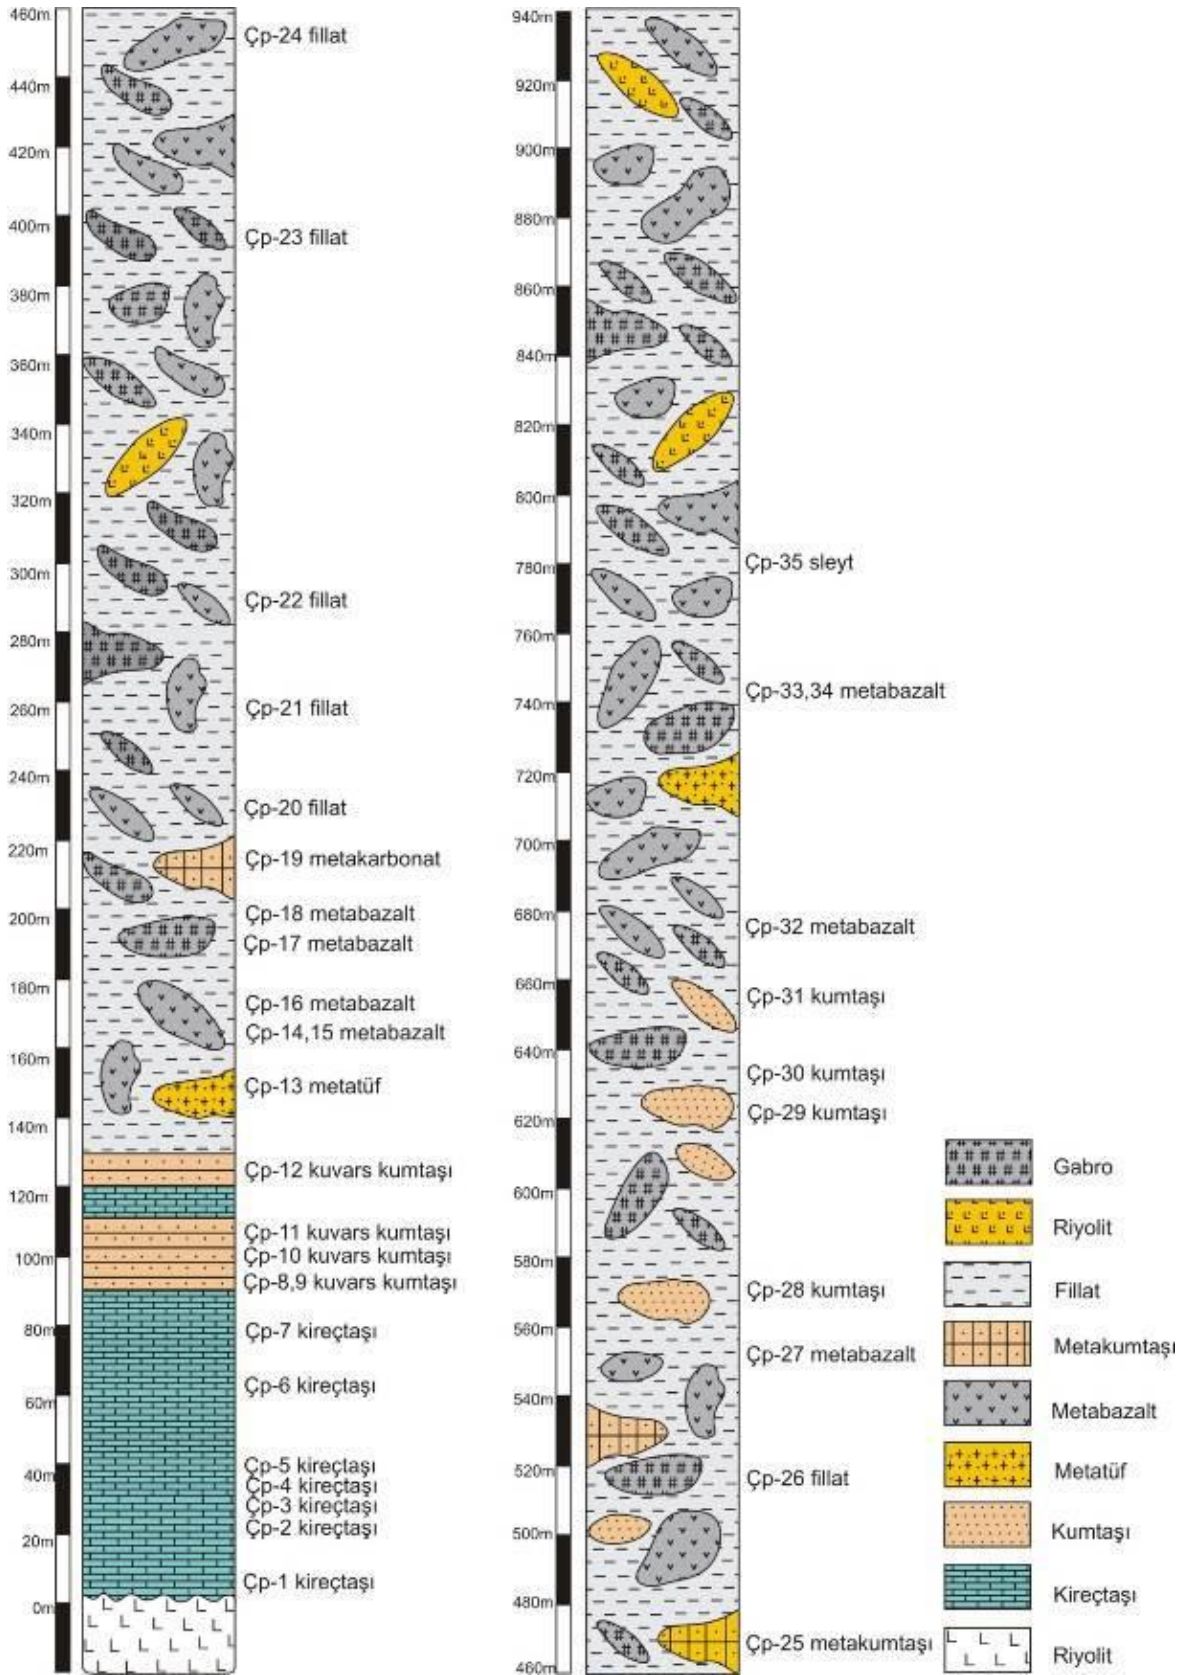 460m
Çp-24 fillat
440m
420m
400m
Çp-23 fillat
380m
360m
340m
320m
300m
Çp-22 fillat
280m
260m
Çp-21 fillat
240m
Çp-20 fillat
220m
Çp-19 metakarbonat
200m
Çp-18 metabazalt
Çp-17 metabazalt
180m
Çp-16 metabazalt
Çp-14,15 metabazalt
160m
Çp-13 metatüf
140m
Çp-12 kuvars kumtaşı
120m
Çp-11 kuvars kumtaşı
Çp-10 kuvars kumtaşı
100m
Çp-8,9 kuvars kumtaşı
80m
Çp-7 kireçtaşı
Çp-6 kireçtaşı
60m
Çp-5 kireçtaşı
40m
Çp-4 kireçtaşı
Çp-3 kireçtaşı
Çp-2 kireçtaşı
20m
Çp-1 kireçtaşı
0m
940m
920m
900m
880m
860m
840m
820m
800m
780m
Çp-35 sleyt
760m
Çp-33,34 metabazalt
740m
720m
700m
680m
Çp-32 metabazalt
660m
Çp-31 kumtaşı
640m
Çp-30 kumtaşı
Çp-29 kumtaşı
620m
600m
580m
Çp-28 kumtaşı
560m
Çp-27 metabazalt
540m
520m
Çp-26 fillat
500m
480m
Çp-25 metakumtaşı
460m
Gabro
Riyolit
Fillat
Metakumtaşı
Metabazalt
Metatüf
Kumtaşı
Kireçtaşı
Riyolit